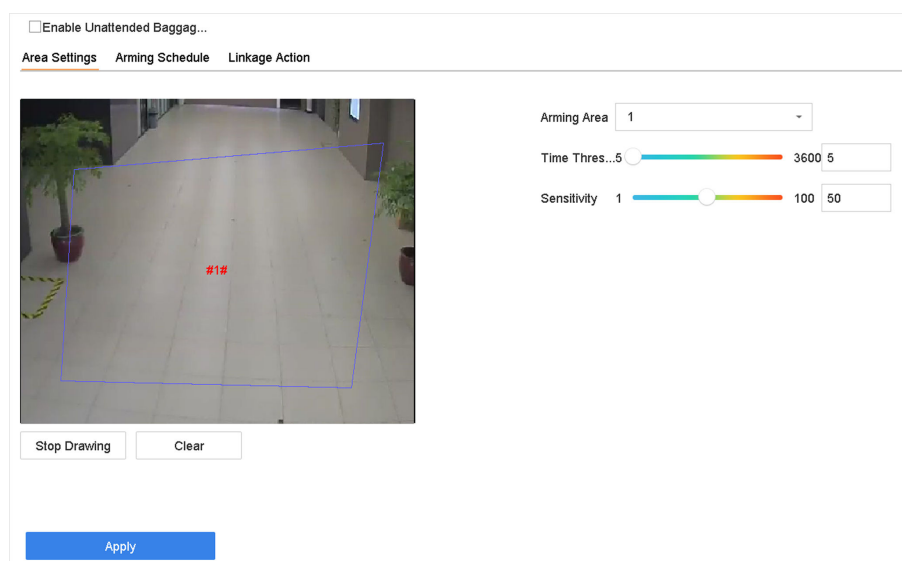 Enable Unattended Baggag...
Area Settings Arming Schedule Linkage Action
Arming Area 1
Time Thres...5 3600 5
Sensitivity 1 100 50
#1#
Stop Drawing Clear
Apply